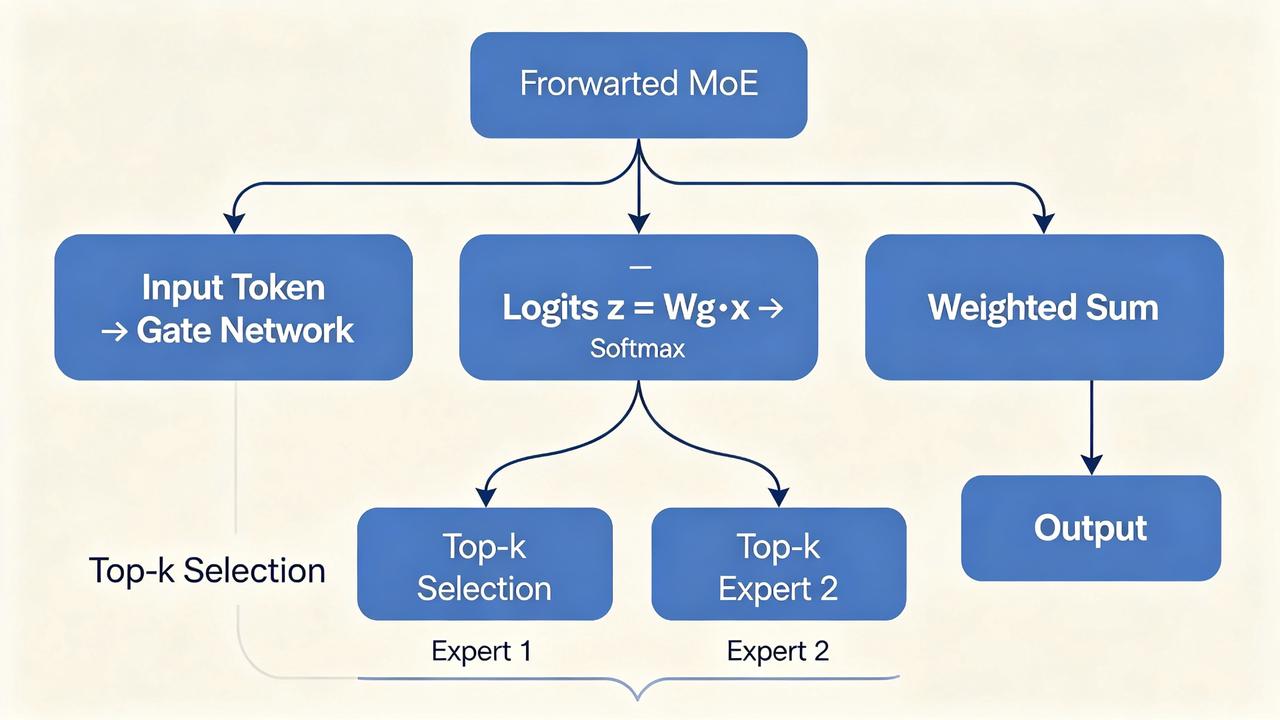 Frorwarted MoE
Input Token
→ Gate Network
–
Logits z = Wg·x →
Softmax
Weighted Sum
Top-k Selection
Top-k
Selection
Top-k
Expert 2
Output
Expert 1
Expert 2